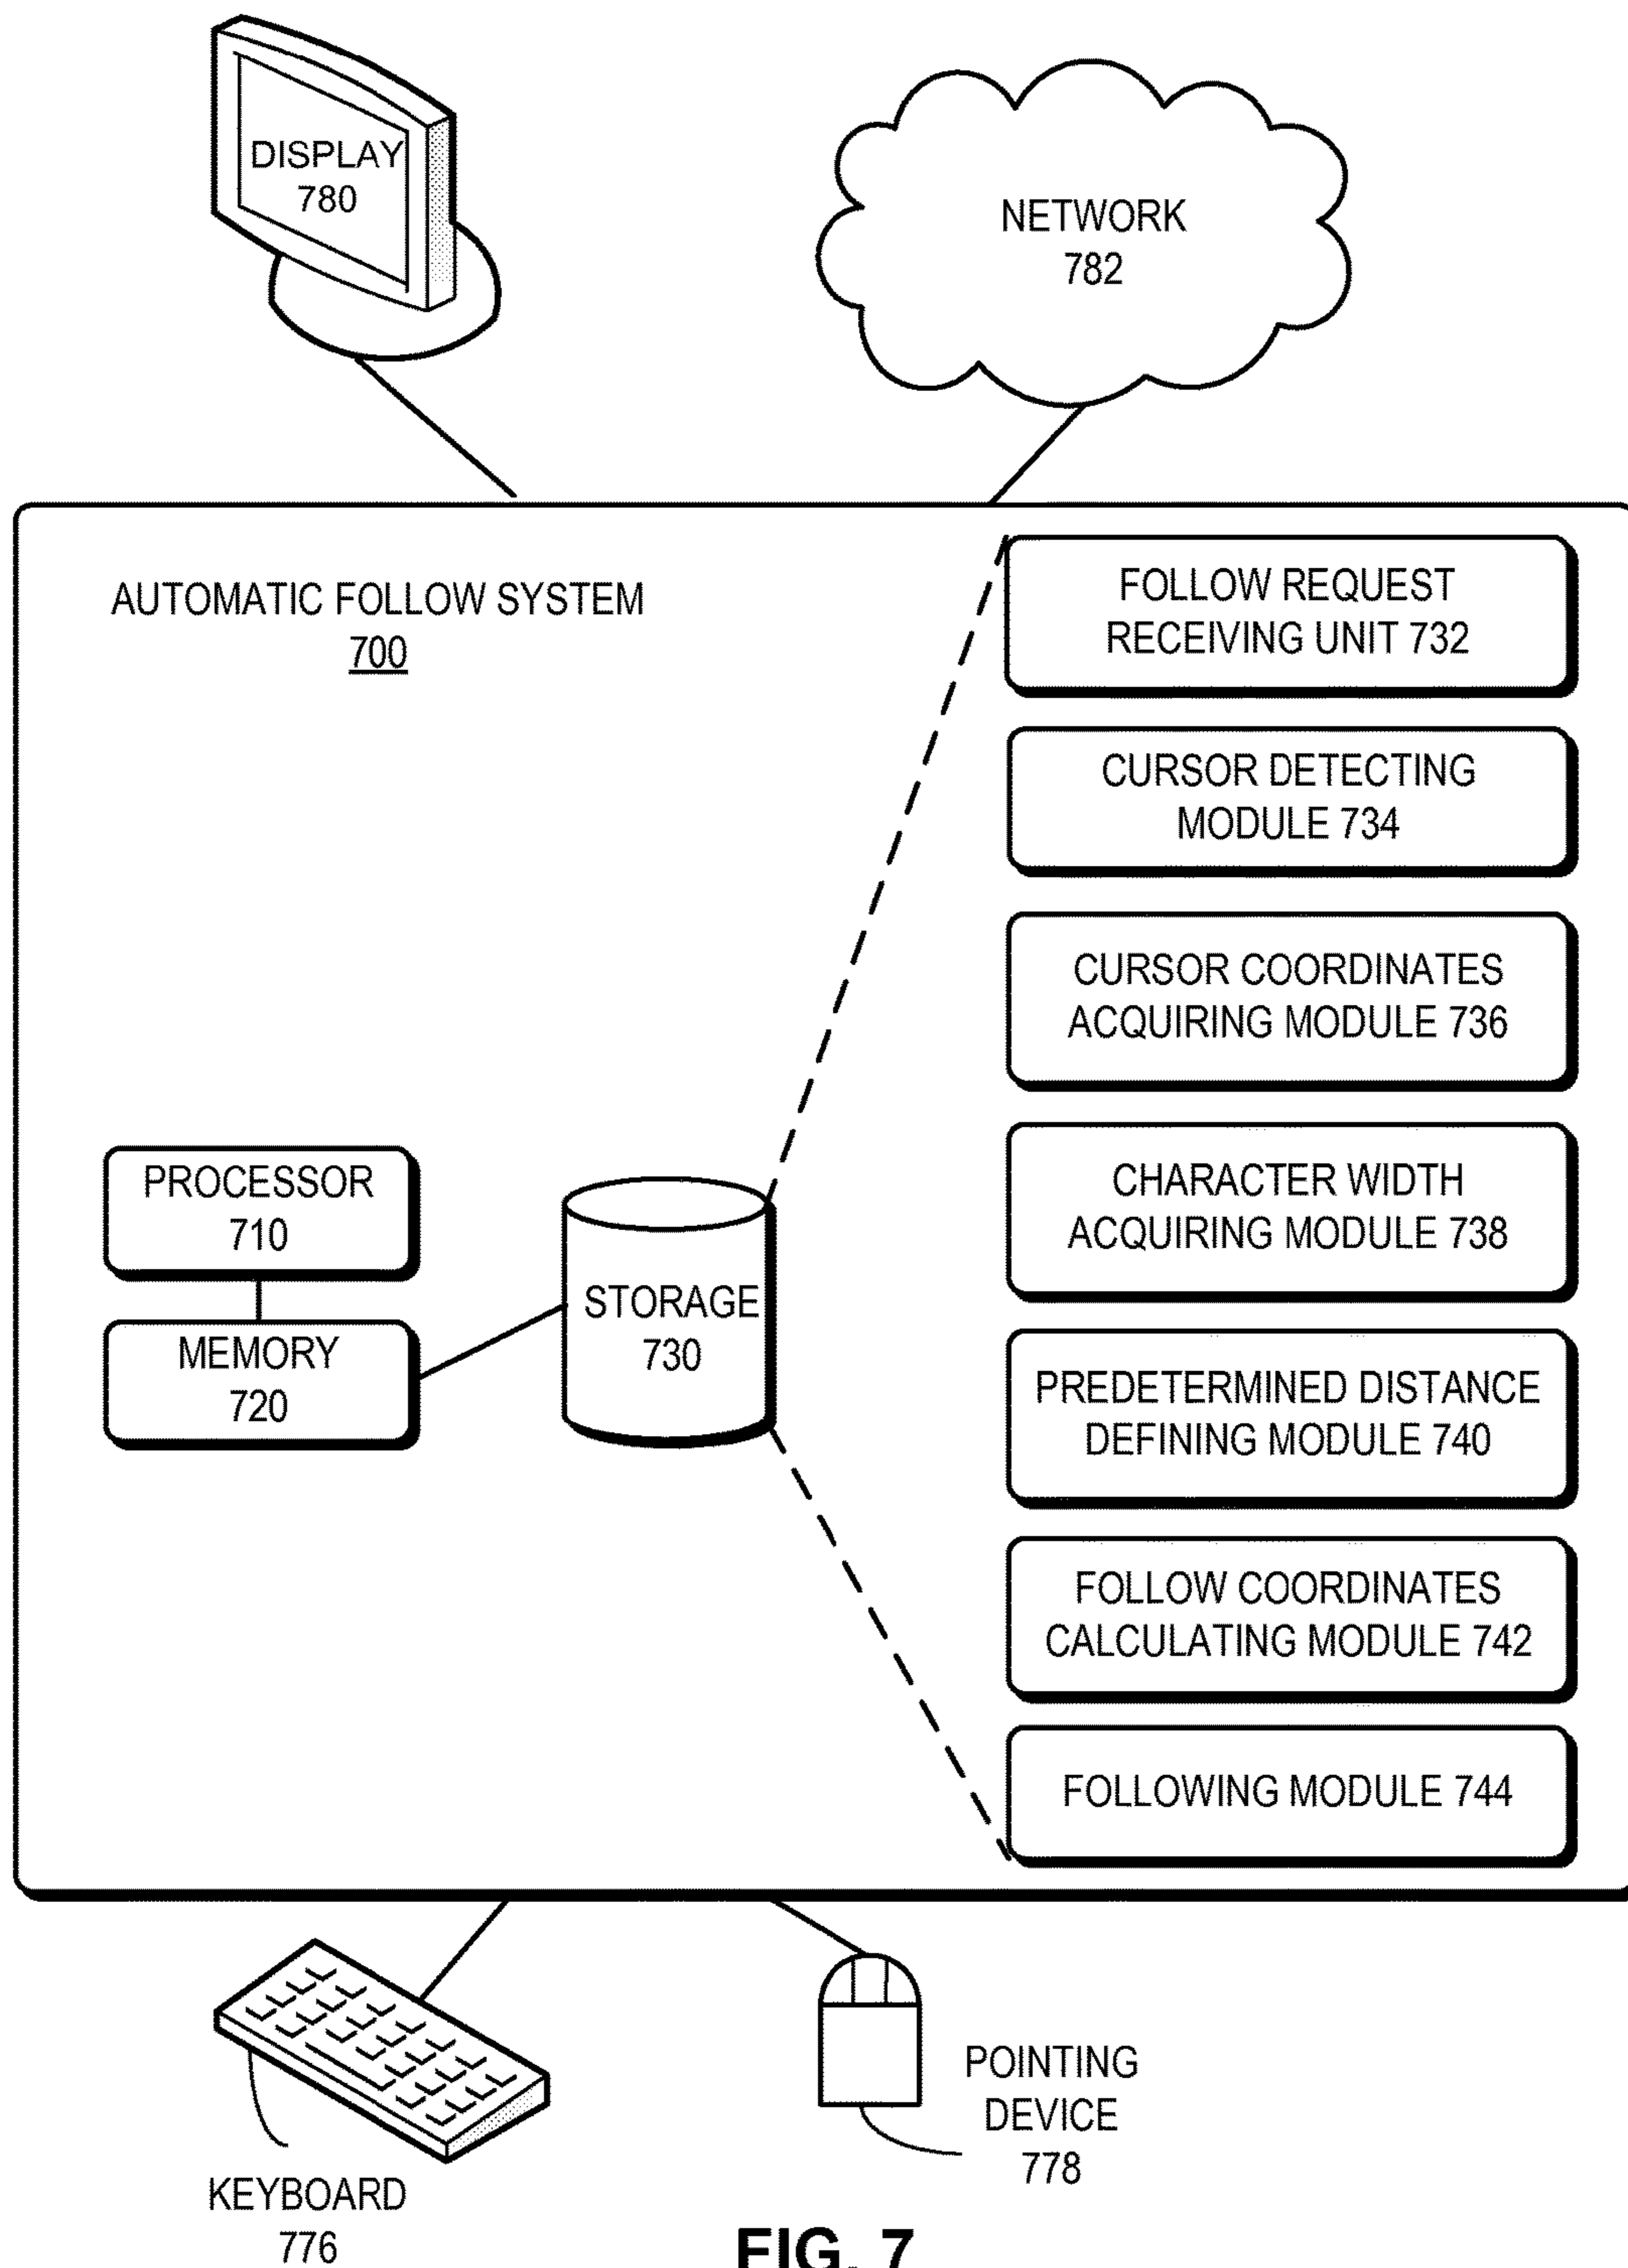 DISPLAY
780
NETWORK
782
AUTOMATIC FOLLOW SYSTEM
700
FOLLOW REQUEST
RECEIVING UNIT 732
CURSOR DETECTING
MODULE 734
CURSOR COORDINATES
ACQUIRING MODULE 736
CHARACTER WIDTH
ACQUIRING MODULE 738
PREDETERMINED DISTANCE
DEFINING MODULE 740
FOLLOW COORDINATES
CALCULATING MODULE 742
FOLLOWING MODULE 744
PROCESSOR
710
MEMORY
720
STORAGE
730
KEYBOARD
776
POINTING
DEVICE
778
FIG. 7